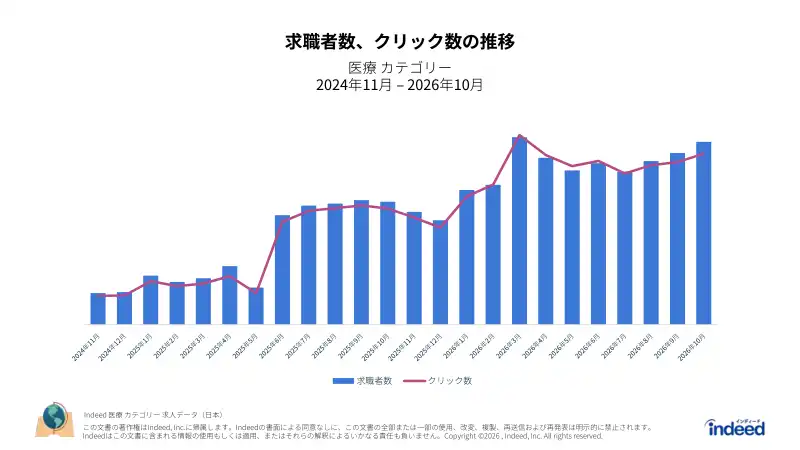 求職者数、クリック数の推移
医療 カテゴリー
2024年11月 – 2026年10月
2024年11月
2024年12月
2025年1月
2025年2月
2025年3月
2025年4月
2025年5月
2025年6月
2025年7月
2025年8月
2025年9月
2025年10月
2025年11月
2025年12月
2026年1月
2026年2月
2026年3月
2026年4月
2026年5月
2026年6月
2026年7月
2026年8月
2026年9月
2026年10月
求職者数 クリック数
Indeed 医療 カテゴリー 求人データ（日本）
この文書の著作権はIndeed, Inc.に帰属します。Indeedの書面による同意なしに、この文書の全部または一部の使用、改変、複製、再送信および再発表は明示的に禁止されます。
Indeedはこの文書に含まれる情報の使用もしくは適用、またはそれらの解釈によるいかなる責任も負いません。Copyright ©2026 , Indeed, Inc. All rights reserved.
インディード
indeed